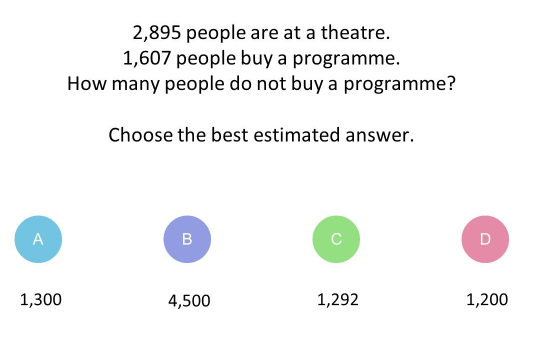 2,895 people are at a theatre.
1,607 people buy a programme.
How many people do not buy a programme?
Choose the best estimated answer.
A B C D
1,300 4,500 1,292 1,200